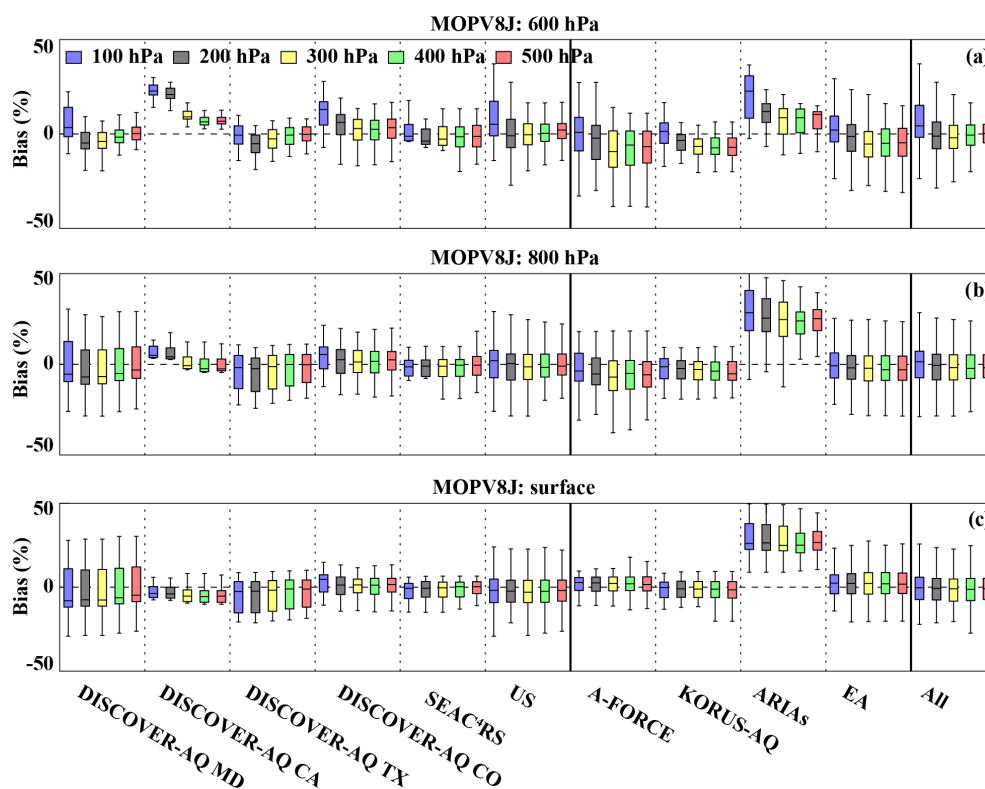 MOPV8J: 600 hPa
50
100 hPa 200 hPa 300 hPa 400 hPa 500 hPa
(a)
Bias (%)
0
-50
MOPV8J: 800 hPa
50
(b)
Bias (%)
0
-50
MOPV8J: surface
50
(c)
Bias (%)
0
-50
DISCOVER-AQ MD
DISCOVER-AQ CA
DISCOVER-AQ TX
DISCOVER-AQ CO
SEAC⁴RS
US
A-FORCE
KORUS-AQ
ARIAs
EA
All